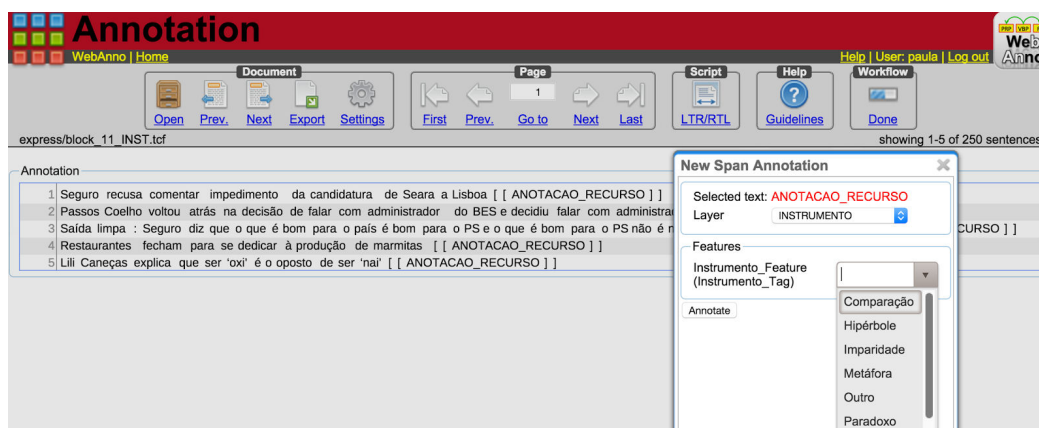 Annotation
WebAnno | Home
Help | User: paula | Log out
PRP VBP
Web
Anno
Document
Page
Script
Help
Workflow
1
Open Prev. Next Export Settings
First Prev. Go to Next Last
LTR/RTL
Guidelines
Done
express/block_11_INST.tcf
showing 1-5 of 250 sentences
Annotation
1 Seguro recusa comentar impedimento da candidatura de Seara a Lisboa [ [ ANOTACAO_RECURSO ] ]
2 Passos Coelho voltou atrás na decisão de falar com administrador do BES e decidiu falar com administra
3 Saída limpa : Seguro diz que o que é bom para o país é bom para o PS e o que é bom para o PS não é n
CURSO ] ]
4 Restaurantes fecham para se dedicar à produção de marmitas [ [ ANOTACAO_RECURSO ] ]
5 Lili Caneças explica que ser 'oxi' é o oposto de ser 'nai' [ [ ANOTACAO_RECURSO ] ]
New Span Annotation
Selected text: ANOTACAO_RECURSO
Layer INSTRUMENTO
Features
Instrumento_Feature
(Instrumento_Tag)
Annotate
Comparação
Hipérbole
Imparidade
Metáfora
Outro
Paradoxo